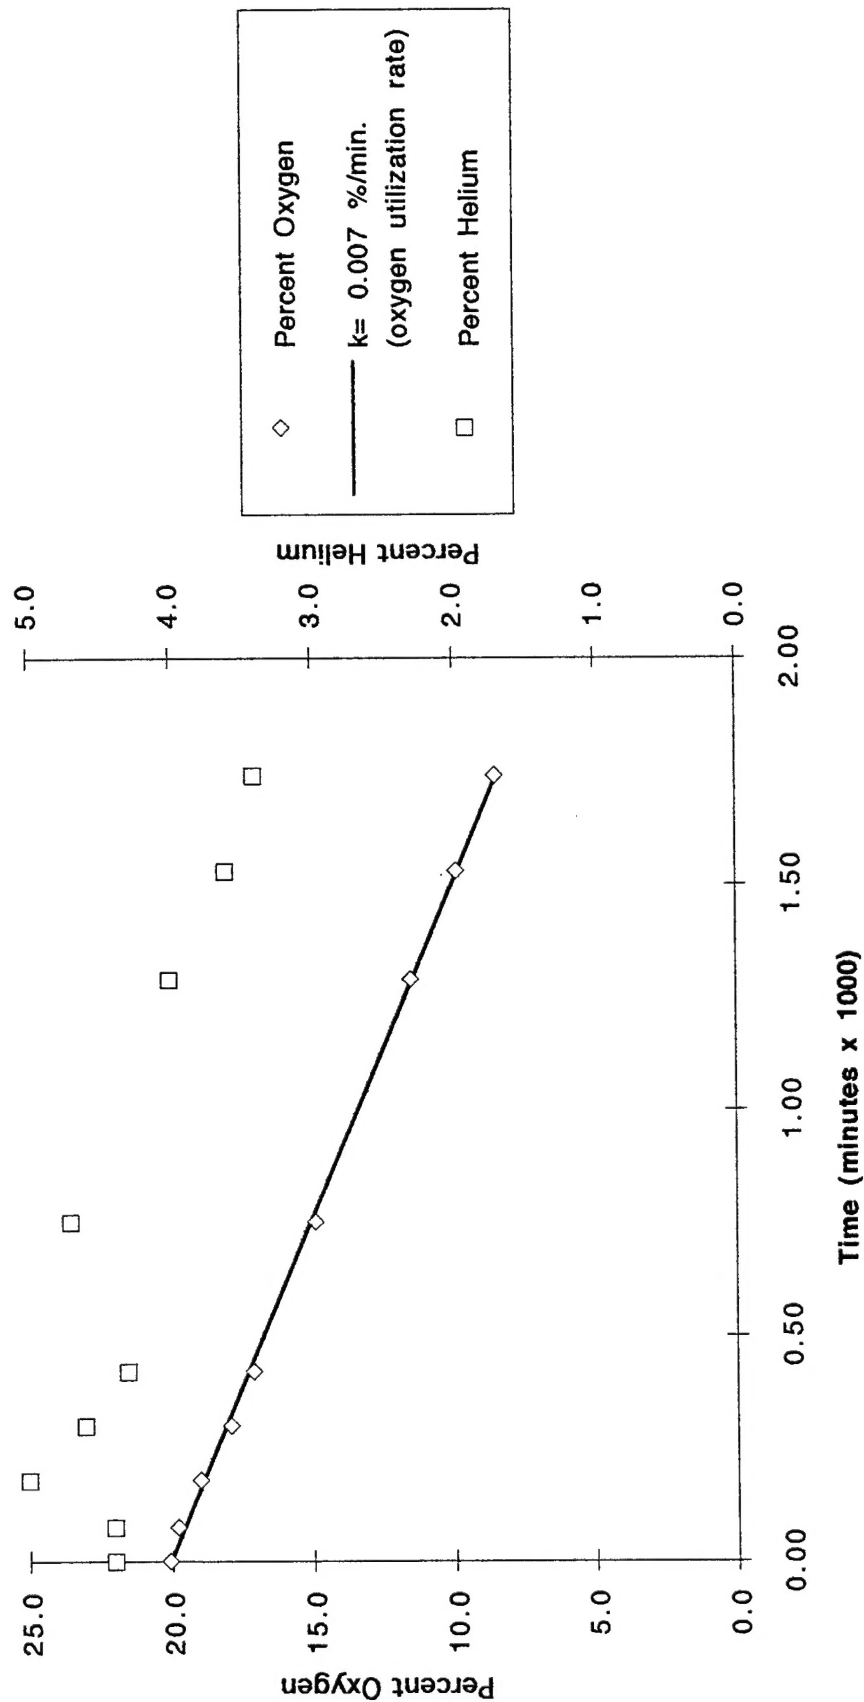 Percent Oxygen
k= 0.007 %/min.
(oxygen utilization rate)
Percent Helium
Percent Oxygen
25.0
20.0
15.0
10.0
5.0
0.0
Percent Helium
5.0
4.0
3.0
2.0
1.0
0.0
0.00
0.50
1.00
1.50
2.00
Time (minutes x 1000)